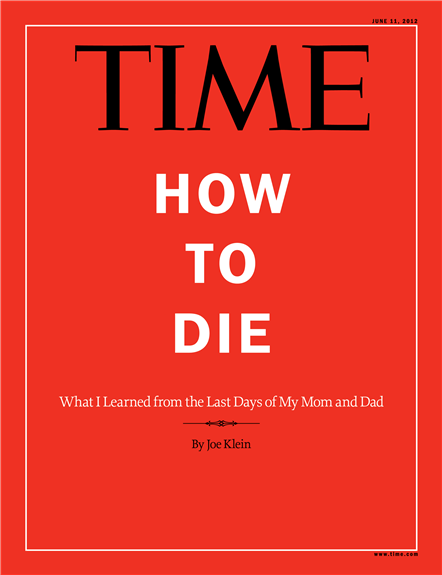 JUNE 11, 2012
TIME
HOW
TO
DIE
What I Learned from the Last Days of My Mom and Dad
By Joe Klein
www.time.com